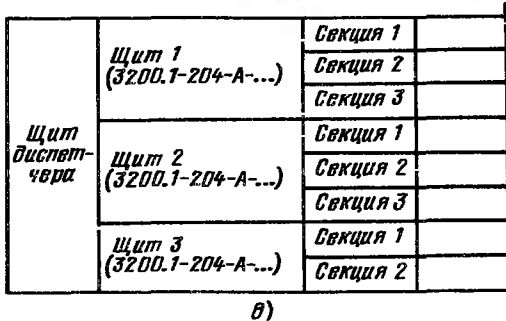 Щит
диспет-
чера
Щит 1
(3200.1-204-А-...)
Секция 1
Секция 2
Секция 3
Щит 2
(3200.1-204-А-...)
Секция 1
Секция 2
Секция 3
Щит 3
(3200.1-204-А-...)
Секция 1
Секция 2
в)